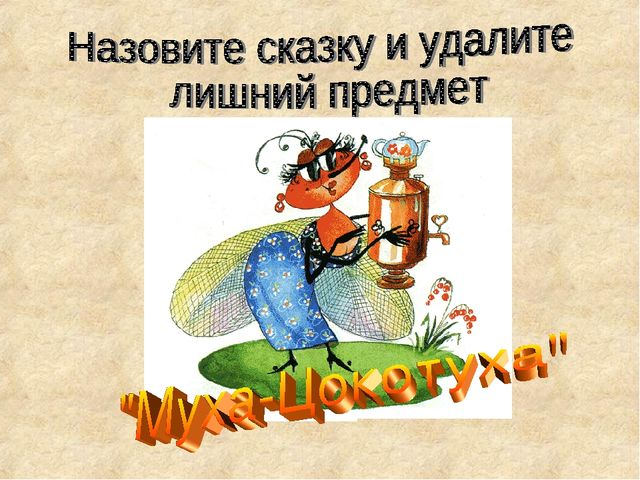 Назовите сказку и удалите
лишний предмет
"Муха-Цокотуха"